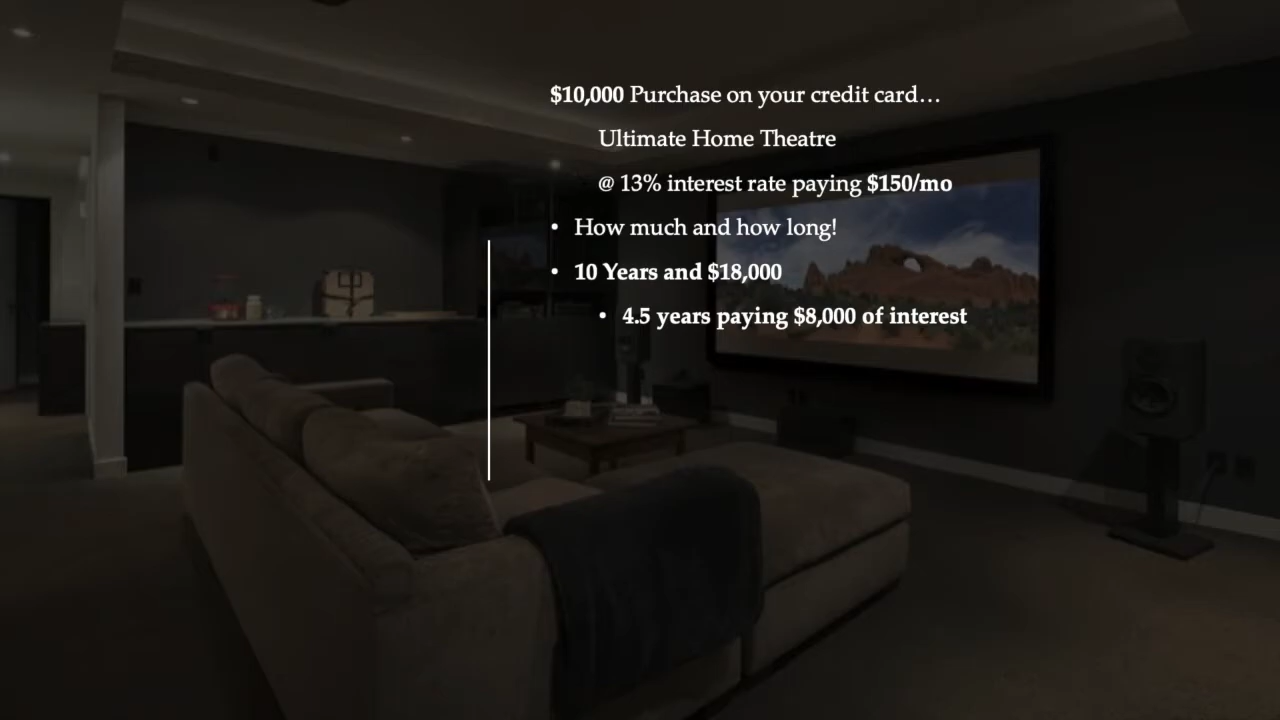 $10,000 Purchase on your credit card…
Ultimate Home Theatre
@ 13% interest rate paying $150/mo
• How much and how long!
• 10 Years and $18,000
• 4.5 years paying $8,000 of interest